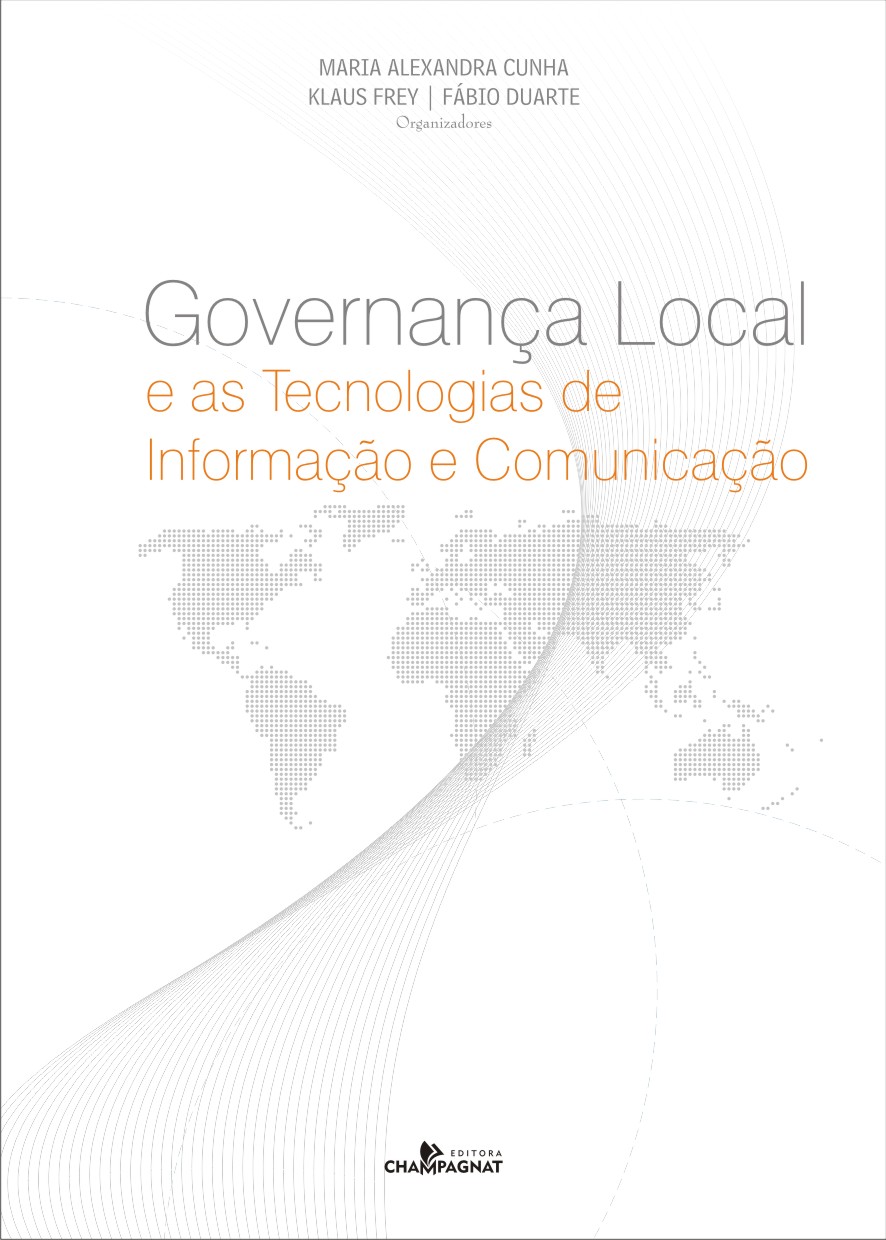 MARIA ALEXANDRA CUNHA
KLAUS FREY | FÁBIO DUARTE
Organizadores
Governança Local
e as Tecnologias de
Informação e Comunicação
EDITORA
CHAMPAGNAT